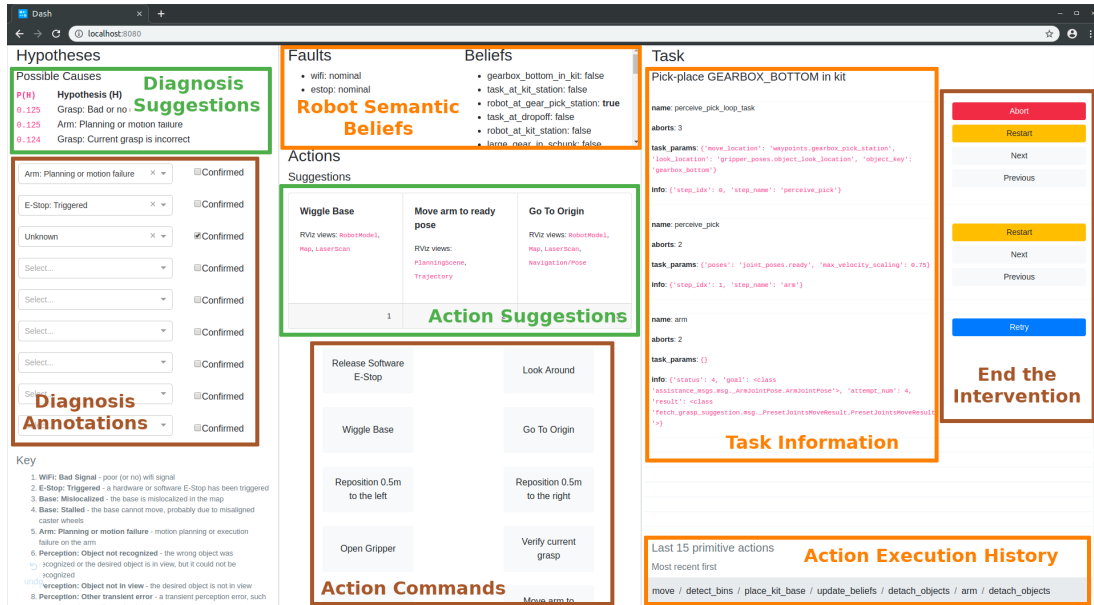 Dash × +
localhost:8080
Hypotheses
Possible Causes
P(H) Hypothesis (H)
0.125 Grasp: Bad or no
0.125 Arm: Planning or motion failure
0.124 Grasp: Current grasp is incorrect
Diagnosis
Suggestions
Arm: Planning or motion failure × Confirmed
E-Stop: Triggered × Confirmed
Unknown × Confirmed
Select... Confirmed
Select... Confirmed
Select... Confirmed
Select... Confirmed
Select... Confirmed
Confirmed
Diagnosis
Annotations
Key
1. WiFi: Bad Signal - poor (or no) wifi signal
2. E-Stop: Triggered - a hardware or software E-Stop has been triggered
3. Base: Mislocalized - the base is mislocalized in the map
4. Base: Stalled - the base cannot move, probably due to misaligned
caster wheels
5. Arm: Planning or motion failure - motion planning or execution
failure on the arm
6. Perception: Object not recognized - the wrong object was
recognized or the desired object is in view, but it could not be
recognized
Perception: Object not in view - the desired object is not in view
8. Perception: Other transient error - a transient perception error, such
Faults
• wifi: nominal
• estop: nominal
Beliefs
• gearbox_bottom_in_kit: false
• task_at_kit_station: false
• robot_at_gear_pick_station: true
• task_at_dropoff: false
• robot_at_kit_station: false
• large_gear_in_schunk: false
Robot Semantic
Beliefs
Actions
Suggestions
Wiggle Base
RViz views: RobotModel,
Map, LaserScan
1
Move arm to ready
pose
RViz views:
PlanningScene,
Trajectory
Go To Origin
RViz views: RobotModel,
Map, LaserScan,
Navigation/Pose
Action Suggestions
Release Software
E-Stop
Look Around
Wiggle Base
Go To Origin
Reposition 0.5m
to the left
Reposition 0.5m
to the right
Open Gripper
Verify current
grasp
Move arm to
Action Commands
Task
Pick-place GEARBOX_BOTTOM in kit
name: perceive_pick_loop_task
aborts: 3
task_params: {'move_location': 'waypoints.gearbox_pick_station',
'look_location': 'gripper_poses.object_look_location', 'object_key':
'gearbox_bottom'}
info: {'step_idx': 0, 'step_name': 'perceive_pick'}
name: perceive_pick
aborts: 2
task_params: {'poses': 'joint_poses.ready', 'max_velocity_scaling': 0.75}
info: {'step_idx': 1, 'step_name': 'arm'}
name: arm
aborts: 2
task_params: {}
info: {'status': 4, 'goal': <class
'assistance_msgs.msg._ArmJointPose.ArmJointPose'>, 'attempt_num': 4,
'result': <class
'fetch_grasp_suggestion.msg._PresetJointsMoveResult.PresetJointsMoveResult
'>}
Task Information
Abort
Restart
Next
Previous
Restart
Next
Previous
Retry
End the
Intervention
Last 15 primitive actions
Most recent first
Action Execution History
move / detect_bins / place_kit_base / update_beliefs / detach_objects / arm / detach_objects